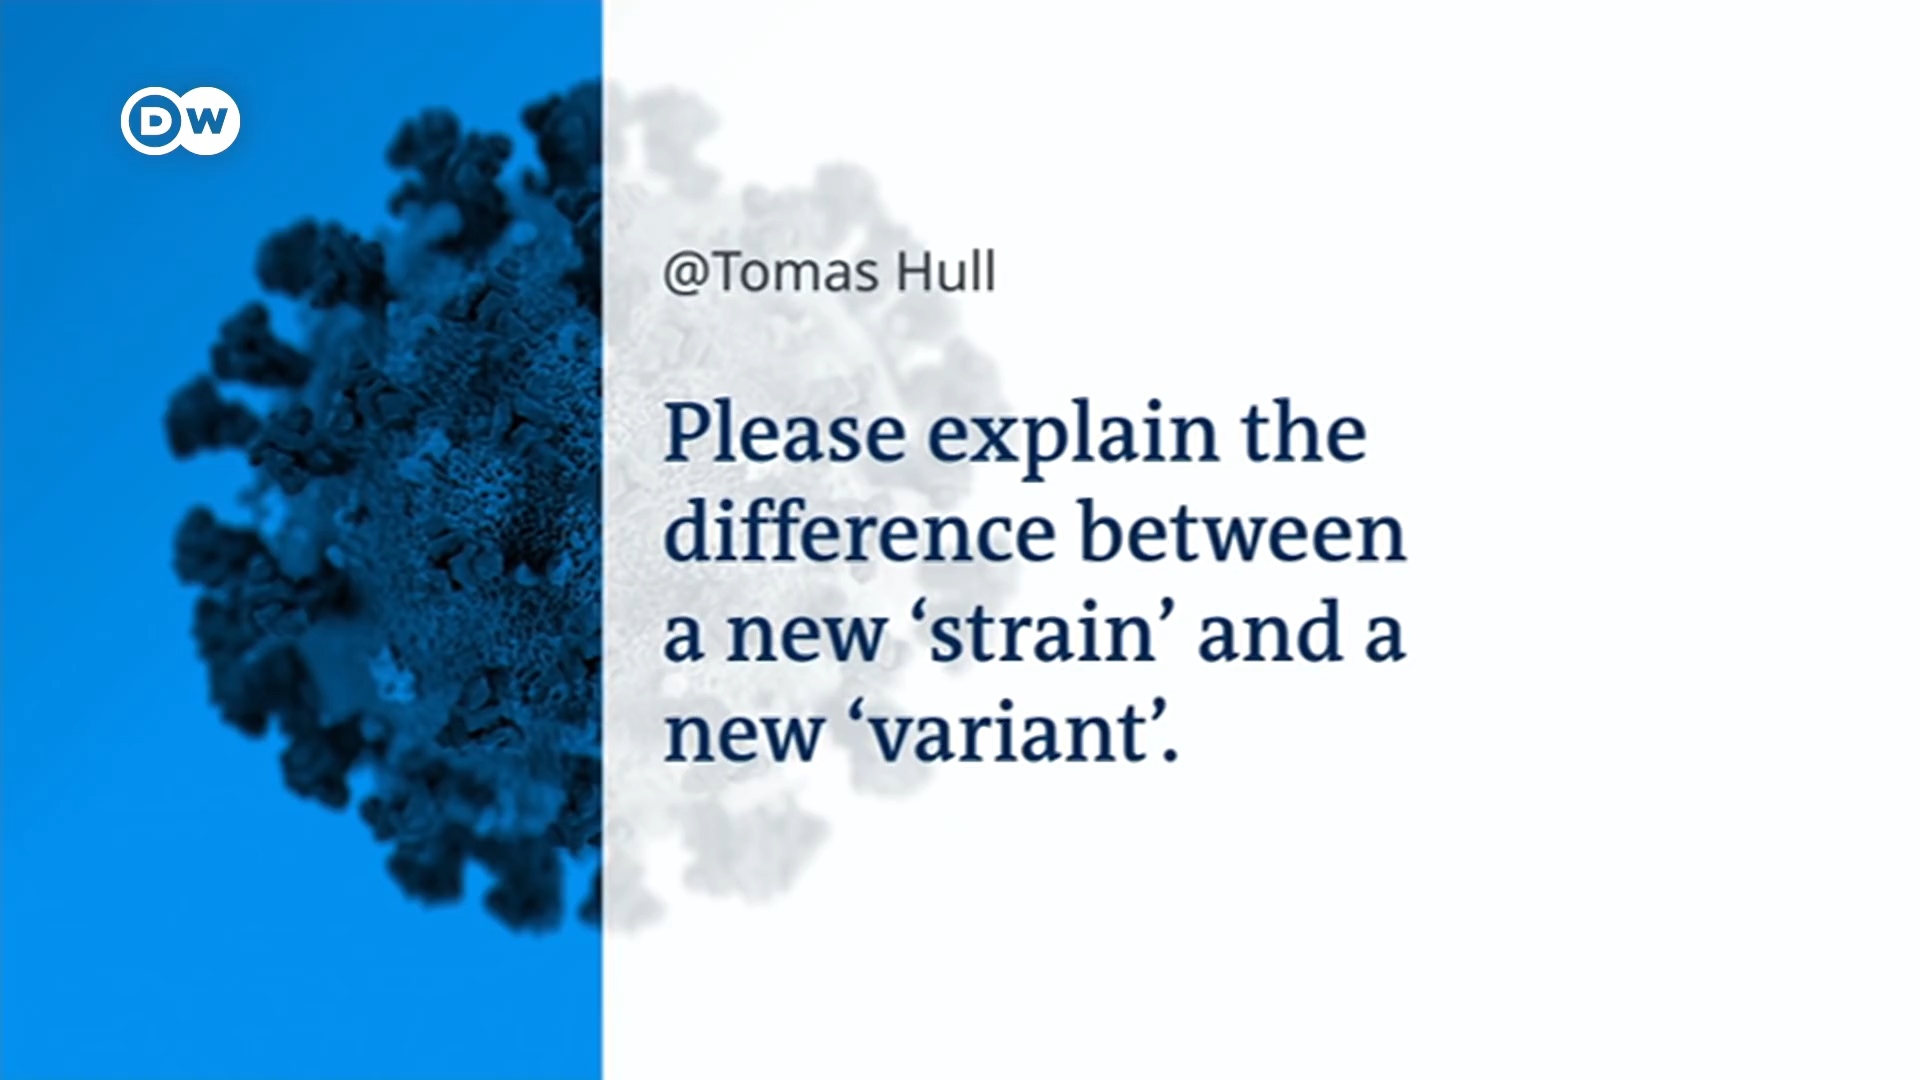 DW
@Tomas Hull
Please explain the
difference between
a new ‘strain’ and a
new ‘variant’.